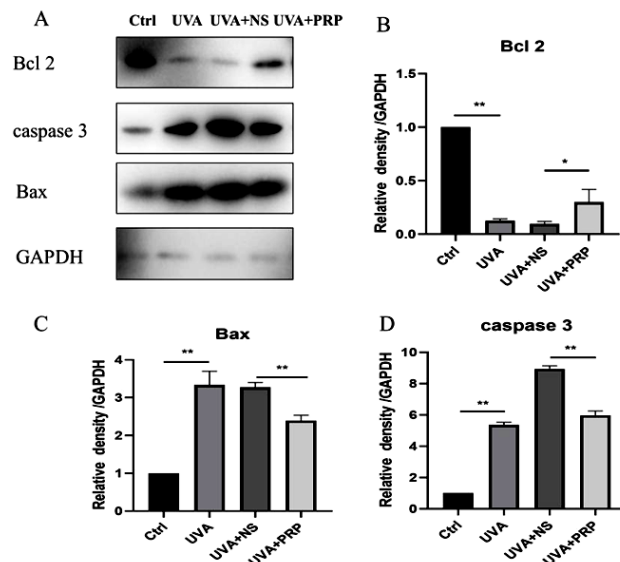 A
Ctrl UVA UVA+NS UVA+PRP
Bcl 2
caspase 3
Bax
GAPDH
B
Bcl 2
Relative density /GAPDH
1.5
1.0
0.5
0.0
**
*
Ctrl
UVA
UVA+NS
UVA+PRP
C
Bax
Relative density /GAPDH
4
3
2
1
0
**
**
Ctrl
UVA
UVA+NS
UVA+PRP
D
caspase 3
Relative density /GAPDH
10
8
6
4
2
0
**
**
Ctrl
UVA
UVA+NS
UVA+PRP